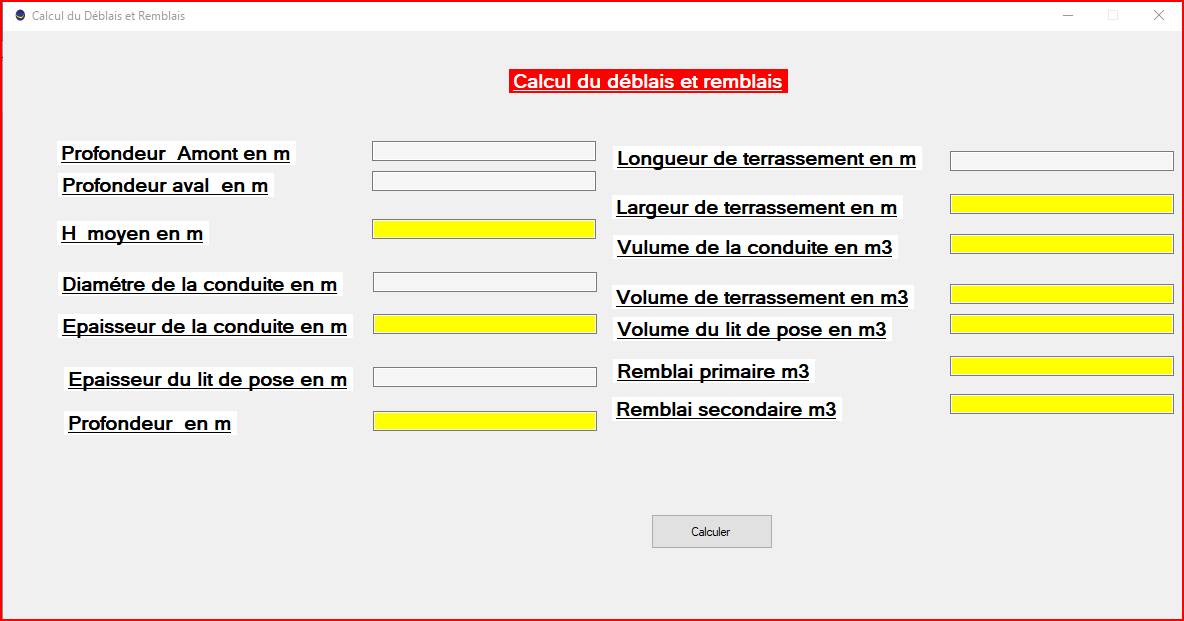 Calcul du Déblais et Remblais
Calcul du déblais et remblais
Profondeur  Amont en m
Profondeur aval  en m
H  moyen en m
Diamétre de la conduite en m
Epaisseur de la conduite en m
Epaisseur du lit de pose en m
Profondeur  en m
Longueur de terrassement en m
Largeur de terrassement en m
Vulume de la conduite en m3
Volume de terrassement en m3
Volume du lit de pose en m3
Remblai primaire m3
Remblai secondaire m3
Calculer